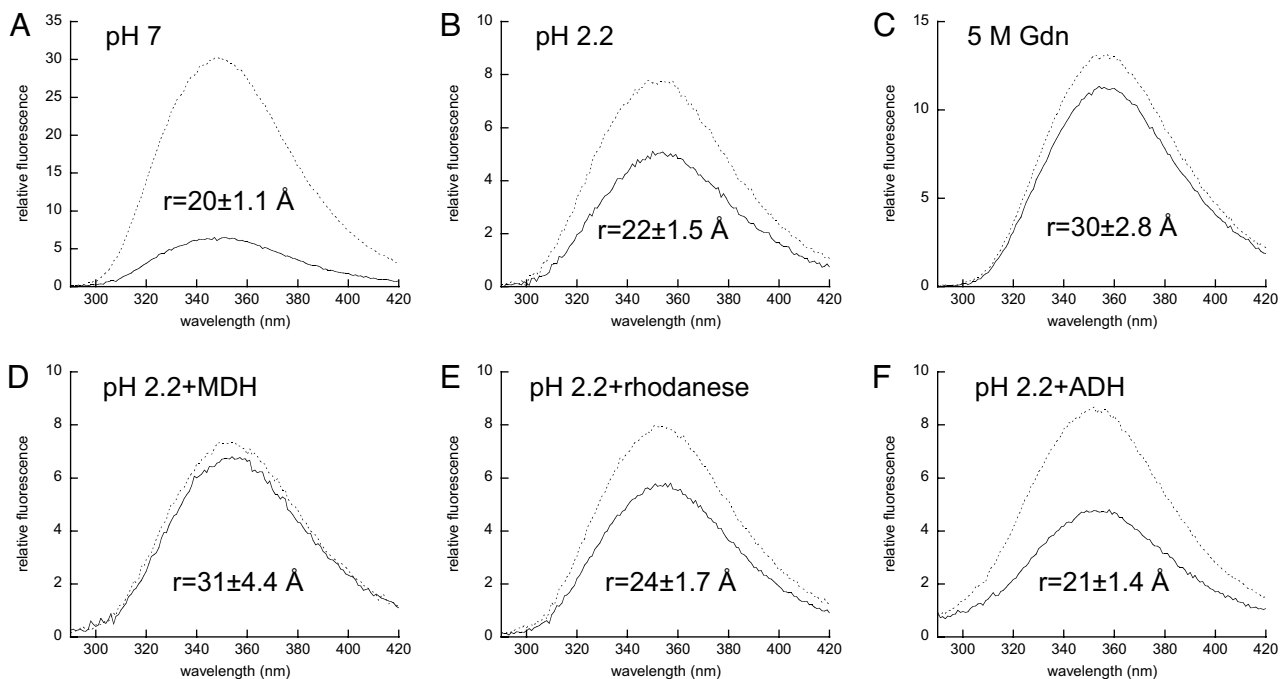 A
pH 7
35
30
25
20
15
10
5
0
relative fluorescence
r=20±1.1 Å
300 320 340 360 380 400 420
wavelength (nm)
B
pH 2.2
10
8
6
4
2
0
relative fluorescence
r=22±1.5 Å
300 320 340 360 380 400 420
wavelength (nm)
C
5 M Gdn
15
10
5
0
relative fluorescence
r=30±2.8 Å
300 320 340 360 380 400 420
wavelength (nm)
D
pH 2.2+MDH
10
8
6
4
2
0
relative fluorescence
r=31±4.4 Å
300 320 340 360 380 400 420
wavelength (nm)
E
pH 2.2+rhodanese
10
8
6
4
2
0
relative fluorescence
r=24±1.7 Å
300 320 340 360 380 400 420
wavelength (nm)
F
pH 2.2+ADH
10
8
6
4
2
0
relative fluorescence
r=21±1.4 Å
300 320 340 360 380 400 420
wavelength (nm)